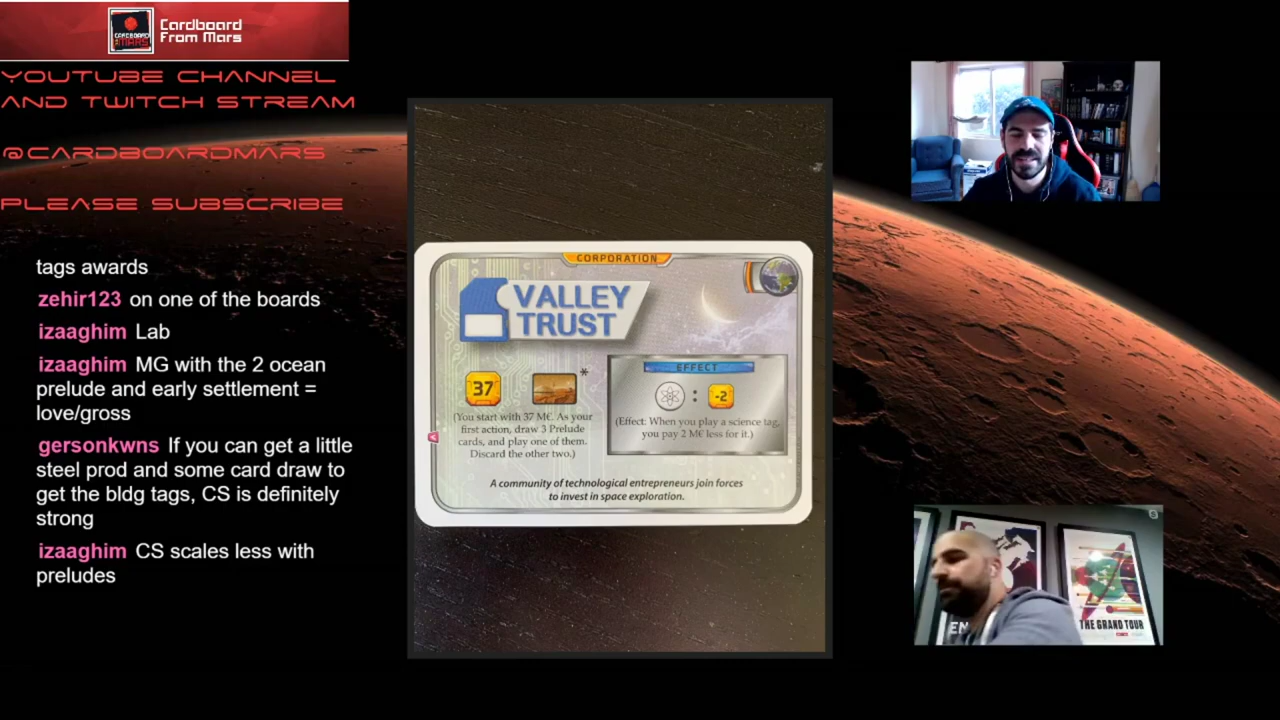 Cardboard
From Mars
CARDBOARD
MARS
YOUTUBE CHANNEL
AND TWITCH STREAM
@CARDBOARDMARS
PLEASE SUBSCRIBE
tags awards
zehir123 on one of the boards
izaaghim Lab
izaaghim MG with the 2 ocean
prelude and early settlement =
love/gross
gersonkwns If you can get a little
steel prod and some card draw to
get the bldg tags, CS is definitely
strong
izaaghim CS scales less with
preludes
CORPORATION
VALLEY
TRUST
37
*
(You start with 37 M€. As your
first action, draw 3 Prelude
cards, and play one of them.
Discard the other two.)
EFFECT
: -2
(Effect: When you play a science tag,
you pay 2 M€ less for it.)
A community of technological entrepreneurs join forces
to invest in space exploration.
EN
THE GRAND TOUR